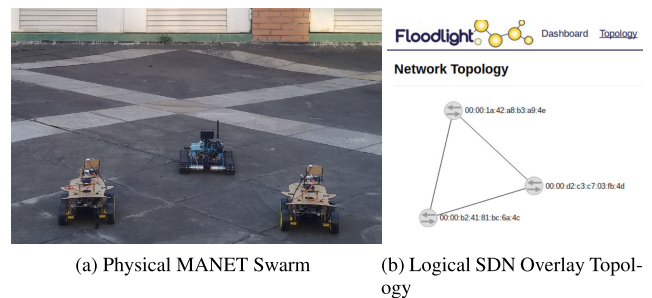 Floodlight
Dashboard
Topology
Network Topology
00:00:1a:42:a8:b3:a9:4e
00:00:d2:c3:c7:03:fb:4d
00:00:b2:41:81:bc:6a:4c
(a) Physical MANET Swarm
(b) Logical SDN Overlay Topol-
ogy